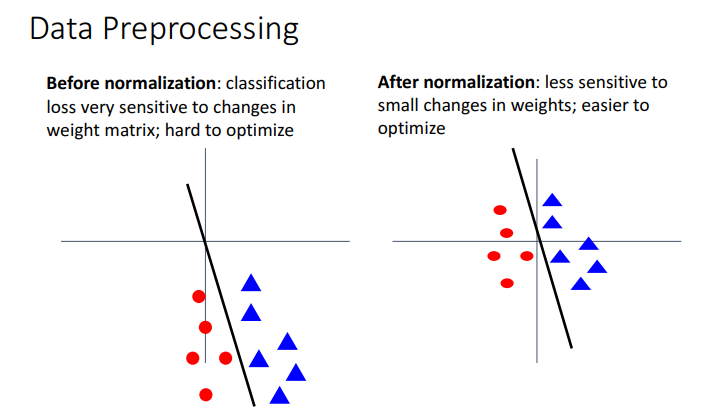 Data Preprocessing
Before normalization: classification
loss very sensitive to changes in
weight matrix; hard to optimize
After normalization: less sensitive to
small changes in weights; easier to
optimize